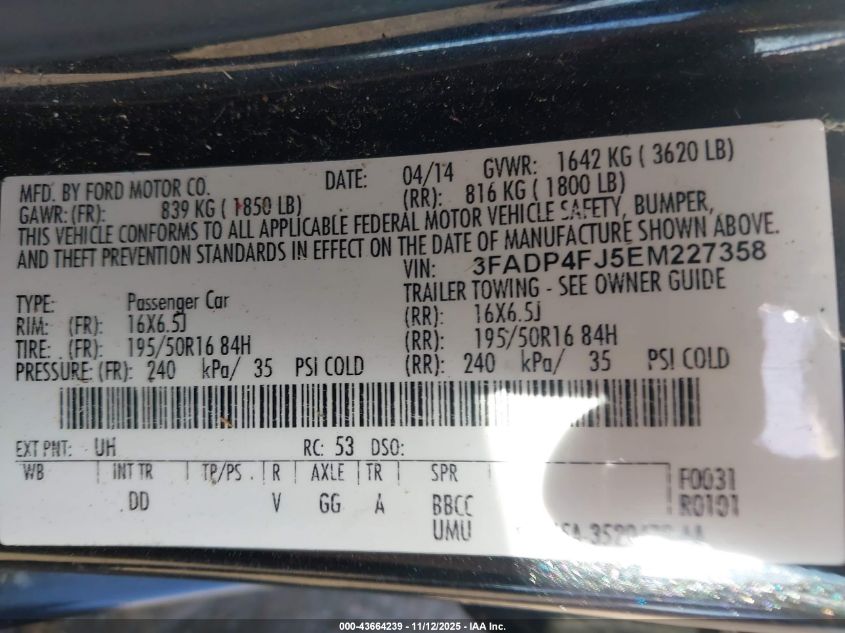 MFD. BY FORD MOTOR CO. DATE: 04/14 GVWR: 1642 KG ( 3620 LB)
GAWR: (FR): 839 KG ( 1850 LB) (RR): 816 KG ( 1800 LB)
THIS VEHICLE CONFORMS TO ALL APPLICABLE FEDERAL MOTOR VEHICLE SAFETY, BUMPER,
AND THEFT PREVENTION STANDARDS IN EFFECT ON THE DATE OF MANUFACTURE SHOWN ABOVE.
VIN: 3FADP4FJ5EM227358
TYPE: Passenger Car TRAILER TOWING - SEE OWNER GUIDE
RIM: (FR): 16X6.5J (RR): 16X6.5J
TIRE: (FR): 195/50R16 84H (RR): 195/50R16 84H
PRESSURE: (FR): 240 kPa/ 35 PSI COLD (RR): 240 kPa/ 35 PSI COLD
EXT PNT: UH RC: 53 DSO:
WB INT TR TP/PS R AXLE TR SPR F0031
DD V GG A BBCC R0101
UMU
000-43664239 - 11/12/2025 - IAA Inc.